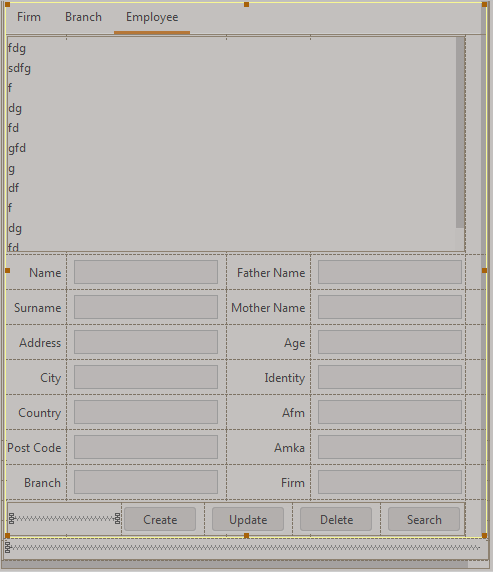 Firm Branch Employee
fdg
sdfg
f
dg
fd
gfd
g
df
f
dg
fd
Name Father Name
Surname Mother Name
Address Age
City Identity
Country Afm
Post Code Amka
Branch Firm
Create Update Delete Search